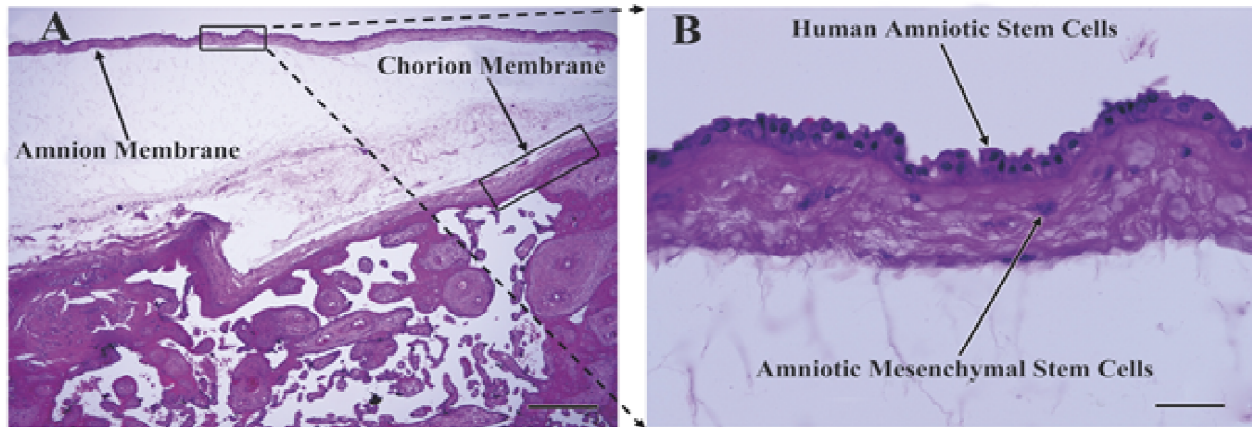 A
Chorion Membrane
Amnion Membrane
B
Human Amniotic Stem Cells
Amniotic Mesenchymal Stem Cells